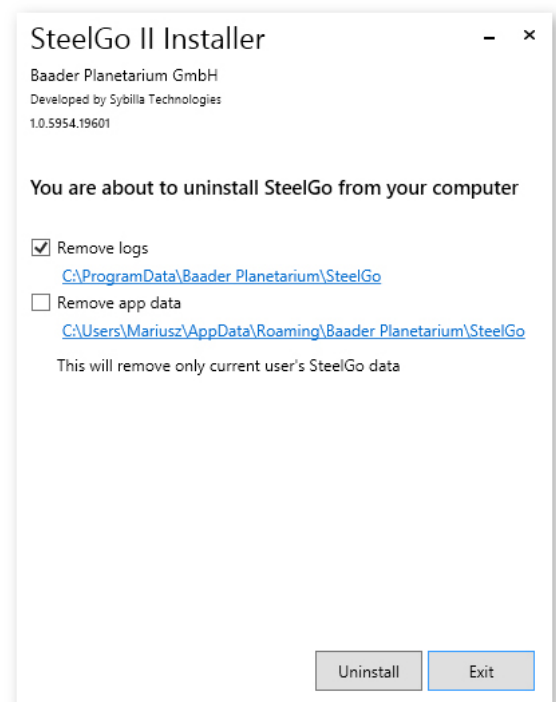 SteelGo II Installer
Baader Planetarium GmbH
Developed by Sybilla Technologies
1.0.5954.19601
You are about to uninstall SteelGo from your computer
Remove logs
C:\ProgramData\Baader Planetarium\SteelGo
Remove app data
C:\Users\Mariusz\AppData\Roaming\Baader Planetarium\SteelGo
This will remove only current user's SteelGo data
Uninstall
Exit